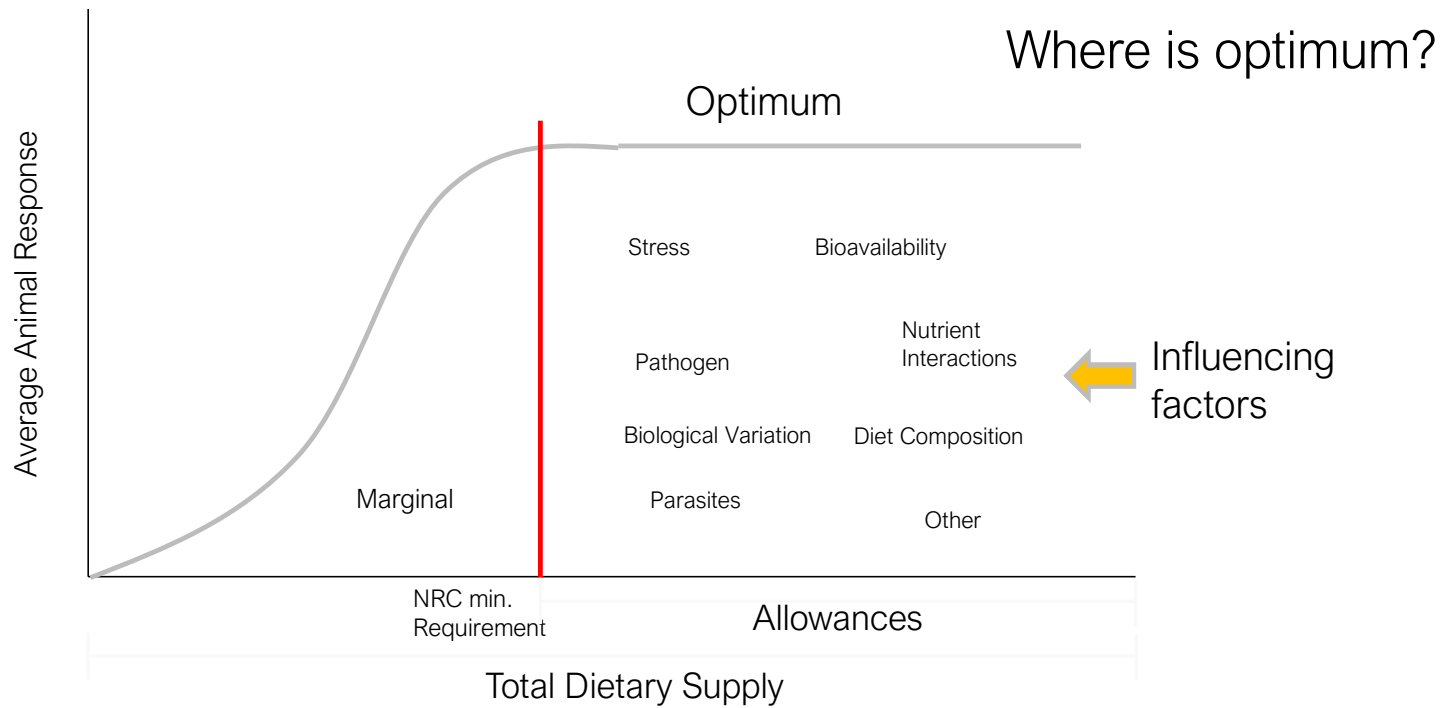 Where is optimum?
Optimum
Average Animal Response
Stress
Bioavailability
Nutrient
Interactions
Pathogen
Influencing
factors
Biological Variation
Diet Composition
Marginal
Parasites
Other
NRC min.
Requirement
Allowances
Total Dietary Supply